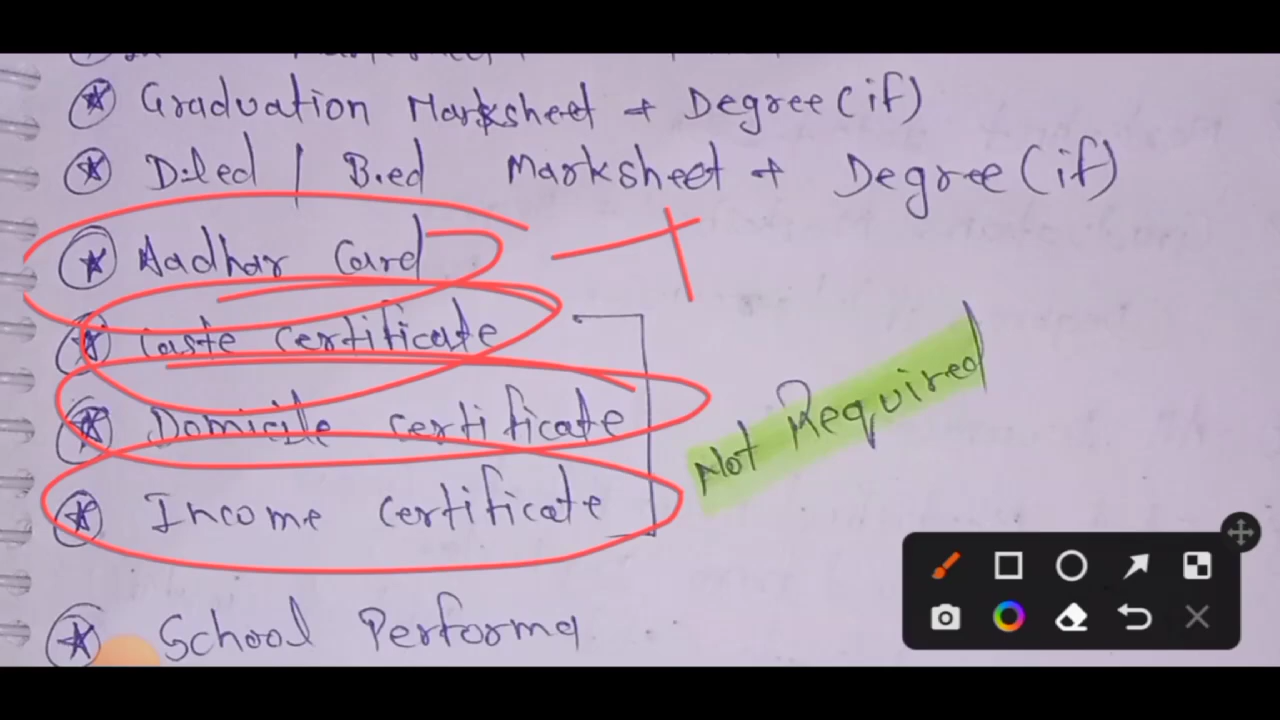 Graduation Marksheet + Degree (if)
D.led | B.ed Marksheet + Degree (if)
Aadhar Card
Caste certificate
Domicile certificate
Income certificate
Not Required
School Performa